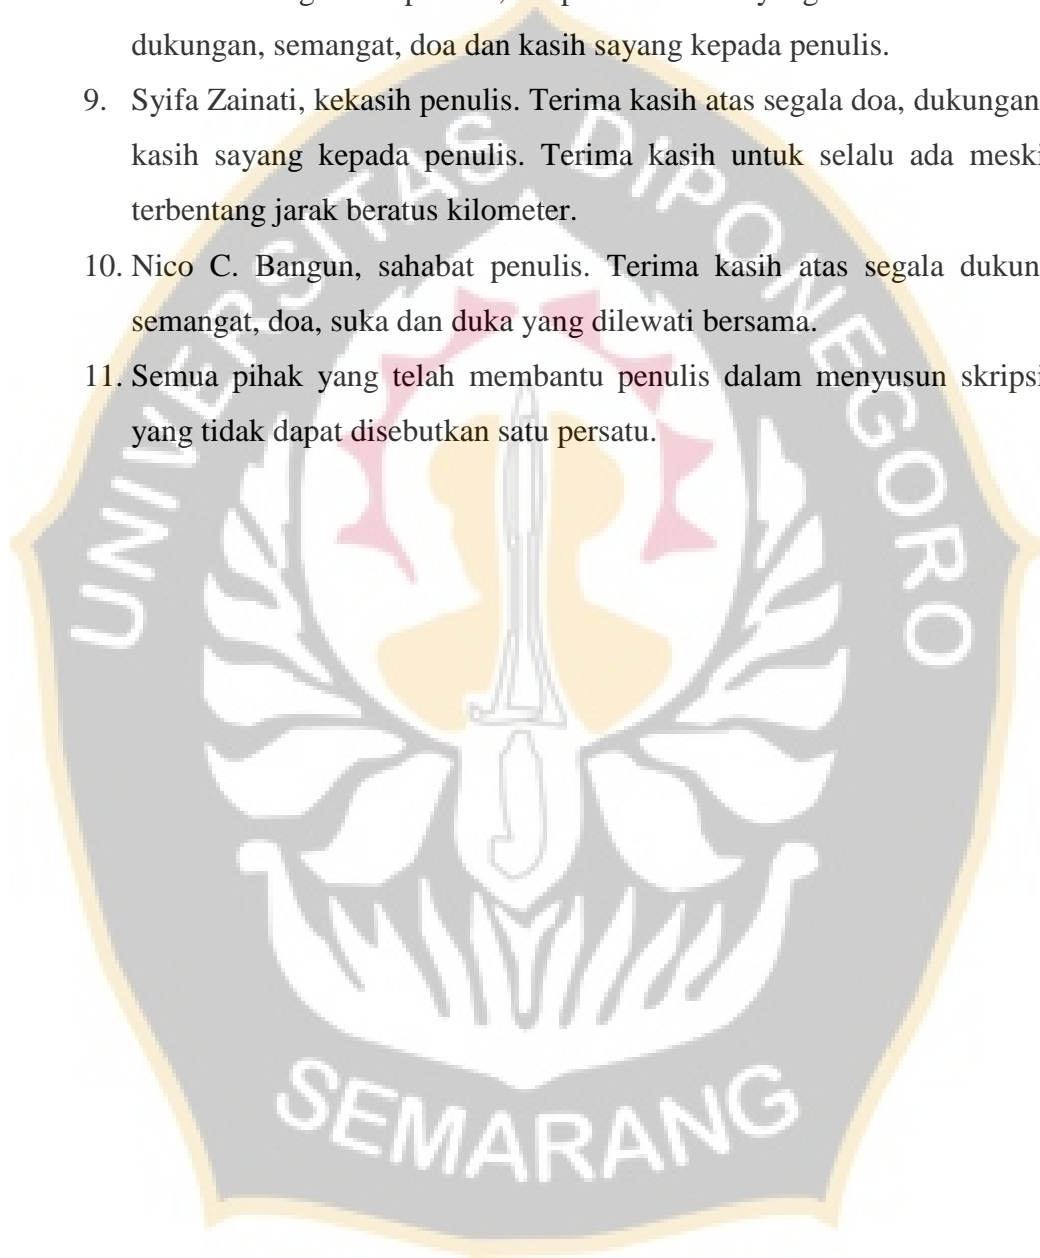 dukungan, semangat, doa dan kasih sayang kepada penulis.
9. Syifa Zainati, kekasih penulis. Terima kasih atas segala doa, dukungan
kasih sayang kepada penulis. Terima kasih untuk selalu ada meski
terbentang jarak beratus kilometer.
10. Nico C. Bangun, sahabat penulis. Terima kasih atas segala dukun
semangat, doa, suka dan duka yang dilewati bersama.
11. Semua pihak yang telah membantu penulis dalam menyusun skripsi
yang tidak dapat disebutkan satu persatu.
UNIVERSITAS DIPONEGORO
SEMARANG